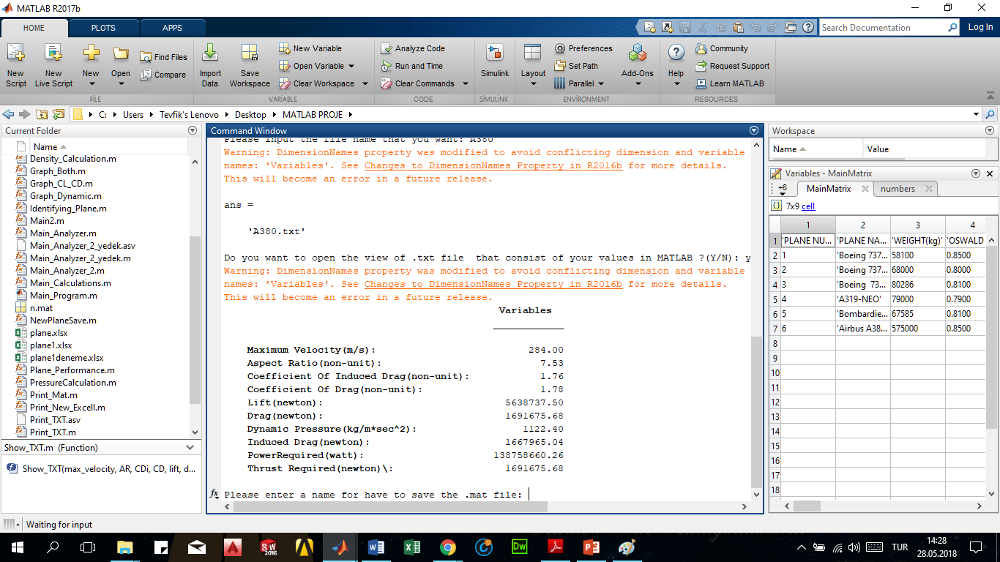 MATLAB R2017b
HOME
PLOTS
APPS
Search Documentation
Log In
New Script
New Live Script
New
Open
Find Files
Compare
Import Data
Save Workspace
New Variable
Open Variable
Clear Workspace
Analyze Code
Run and Time
Clear Commands
Simulink
Layout
Preferences
Set Path
Parallel
Add-Ons
Help
Community
Request Support
Learn MATLAB
FİLE
VARİABLE
CODE
SİMULİNK
ENVİRONMENT
RESOURCES
C: Users Tevfik's Lenovo Desktop MATLAB PROJE
Current Folder
Name
Density_Calculation.m
Graph_Both.m
Graph_CL_CD.m
Graph_Dynamic.m
Identifying_Plane.m
Main2.m
Main_Analyzer.m
Main_Analyzer_2_yedek.asv
Main_Analyzer_2_yedek.m
Main_Analyzer_2.m
Main_Calculations.m
Main_Program.m
n.mat
NewPlaneSave.m
plane.xlsx
plane1.xlsx
plane1deneme.xlsx
Plane_Performance.m
PressureCalculation.m
Print_Mat.m
Print_New_Excell.m
Print_TXT.asv
Print_TXT.m
Show_TXT.m (Function)
Show_TXT(max_velocity, AR, CDi, CD, lift, d...
Command Window
Please input the file name that you want: A380
Warning: DimensionNames property was modified to avoid conflicting dimension and variable
names: 'Variables'. See Changes to DimensionNames Property in R2016b for more details.
This will become an error in a future release.
ans =
'A380.txt'
Do you want to open the view of .txt file  that consist of your values in MATLAB ?(Y/N): y
Warning: DimensionNames property was modified to avoid conflicting dimension and variable
names: 'Variables'. See Changes to DimensionNames Property in R2016b for more details.
This will become an error in a future release.
Variables
Maximum Velocity(m/s): 284.00
Aspect Ratio(non-unit): 7.53
Coefficient Of Induced Drag(non-unit): 1.76
Coefficient Of Drag(non-unit): 1.78
Lift(newton): 5638737.50
Drag(newton): 1691675.68
Dynamic Pressure(kg/m*sec^2): 1122.40
Induced Drag(newton): 1667965.04
PowerRequired(watt): 138758660.26
Thrust Required(newton)\: 1691675.68
fx Please enter a name for have to save the .mat file:
Workspace
Name Value
Variables - MainMatrix
+6 MainMatrix numbers
7x9 cell
1 2 3 4
1 'PLANE NU... 'PLANE NA... 'WEIGHT(kg)' 'OSWALD
2 1 'Boeing 737... 58100 0.8500
3 2 'Boeing 737... 68000 0.8000
4 3 'Boeing  73... 80286 0.8100
5 4 'A319-NEO' 79000 0.7900
6 5 'Bombardie... 67585 0.8100
7 6 'Airbus A38... 575000 0.8500
8
9
10
11
12
13
14
15
16
17
18
Waiting for input
SW
2016
W
Dw
TUR
14:28
28.05.2018